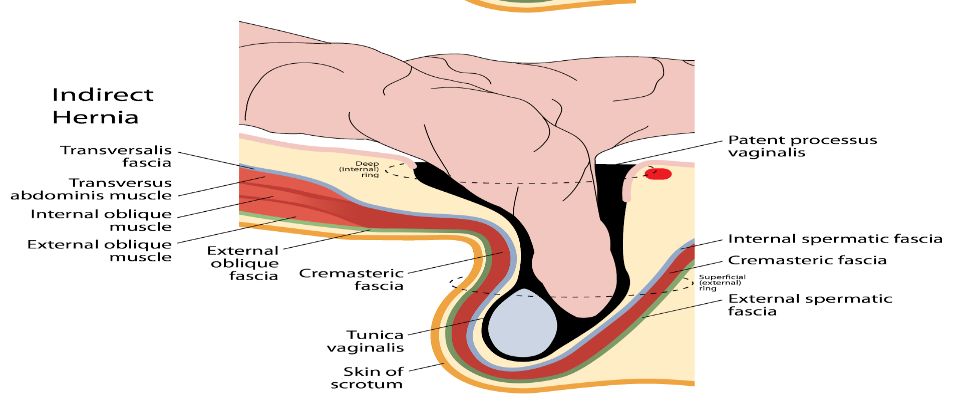 Indirect
Hernia
Transversalis
fascia
Transversus
abdominis muscle
Internal oblique
muscle
External oblique
muscle
External
oblique
fascia
Cremasteric
fascia
Tunica
vaginalis
Skin of
scrotum
Deep
(internal)
ring
Patent processus
vaginalis
Internal spermatic fascia
Cremasteric fascia
Superficial
(external)
ring
External spermatic
fascia